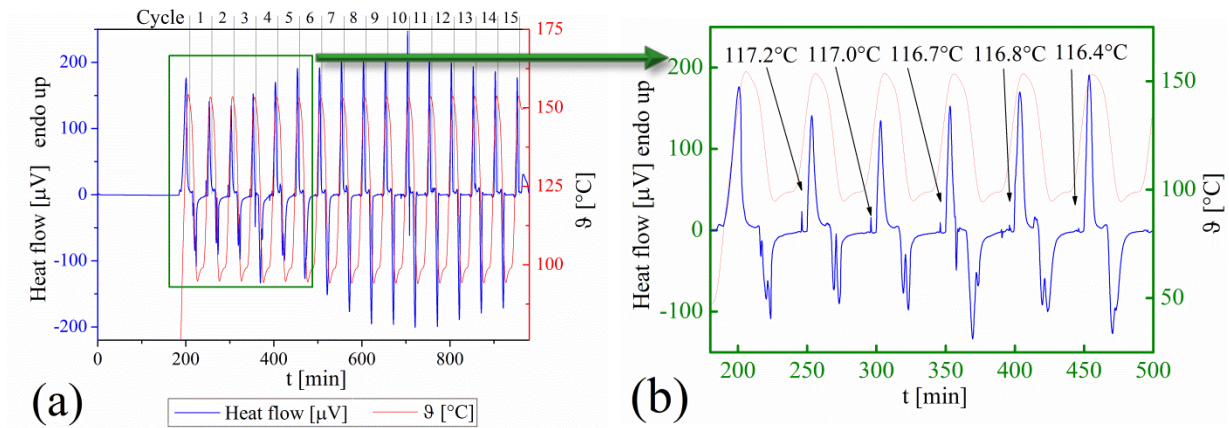 Cycle 1 2 3 4 5 6 7 8 9 10 11 12 13 14 15
Heat flow [µV] endo up
200
100
0
-100
-200
0 200 400 600 800
t [min]
175
150
125
100
ϑ [°C]
(a)
Heat flow [µV] ϑ [°C]
117.2°C 117.0°C 116.7°C 116.8°C 116.4°C
Heat flow [µV] endo up
200
100
0
-100
200 250 300 350 400 450 500
t [min]
150
100
50
ϑ [°C]
(b)